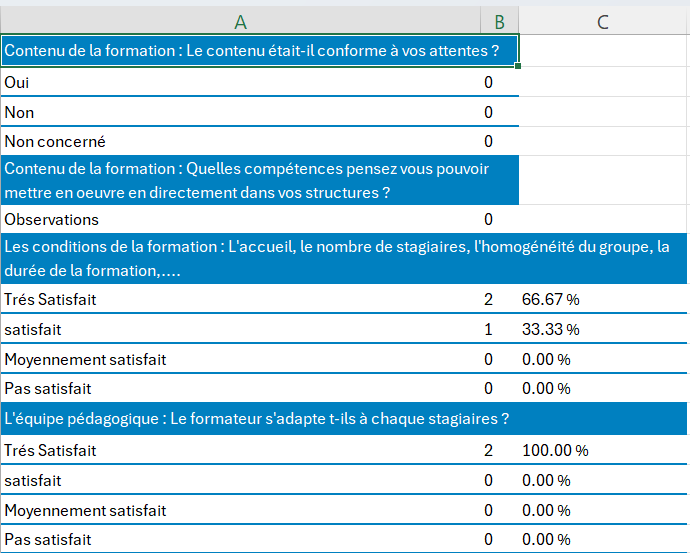 A B C
Contenu de la formation : Le contenu était-il conforme à vos attentes ?
Oui 0
Non 0
Non concerné 0
Contenu de la formation : Quelles compétences pensez vous pouvoir
mettre en oeuvre en directement dans vos structures ?
Observations 0
Les conditions de la formation : L'accueil, le nombre de stagiaires, l'homogénéité du groupe, la
durée de la formation,....
Trés Satisfait 2 66.67 %
satisfait 1 33.33 %
Moyennement satisfait 0 0.00 %
Pas satisfait 0 0.00 %
L'équipe pédagogique : Le formateur s'adapte t-ils à chaque stagiaires ?
Trés Satisfait 2 100.00 %
satisfait 0 0.00 %
Moyennement satisfait 0 0.00 %
Pas satisfait 0 0.00 %